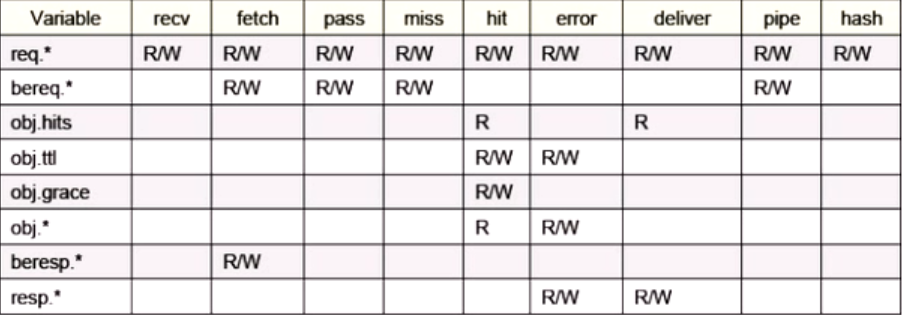 Variable recv fetch pass miss hit error deliver pipe hash
req.* R/W R/W R/W R/W R/W R/W R/W R/W R/W
bereq.* R/W R/W R/W R/W
obj.hits R R
obj.ttl R/W R/W
obj.grace R/W
obj.* R R/W
beresp.* R/W
resp.* R/W R/W